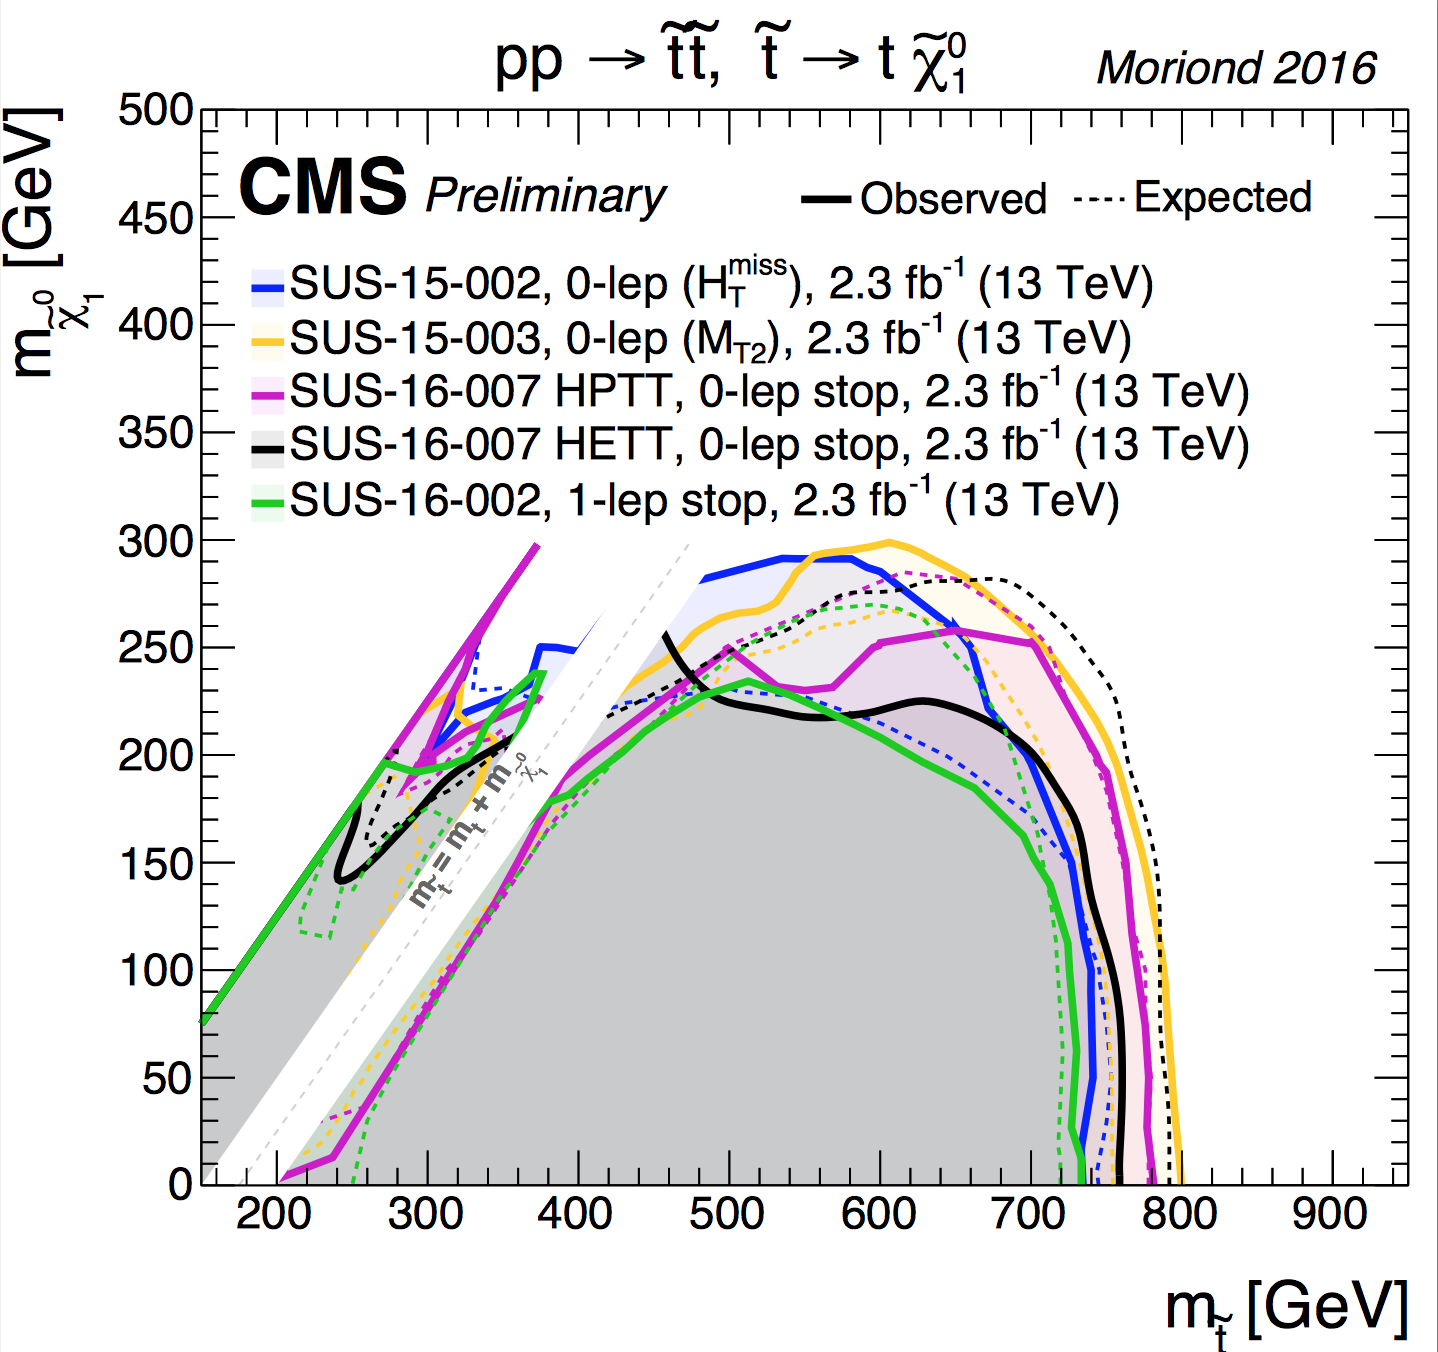 pp → t̃t̃, t̃ → t χ̃⁰₁
Moriond 2016
CMS Preliminary
Observed
Expected
SUS-15-002, 0-lep (H_T^miss), 2.3 fb⁻¹ (13 TeV)
SUS-15-003, 0-lep (M_T2), 2.3 fb⁻¹ (13 TeV)
SUS-16-007 HPTT, 0-lep stop, 2.3 fb⁻¹ (13 TeV)
SUS-16-007 HETT, 0-lep stop, 2.3 fb⁻¹ (13 TeV)
SUS-16-002, 1-lep stop, 2.3 fb⁻¹ (13 TeV)
m_t̃ = m_t + m_χ̃⁰₁
m_χ̃⁰₁ [GeV]
500
450
400
350
300
250
200
150
100
50
0
200 300 400 500 600 700 800 900
m_t̃ [GeV]